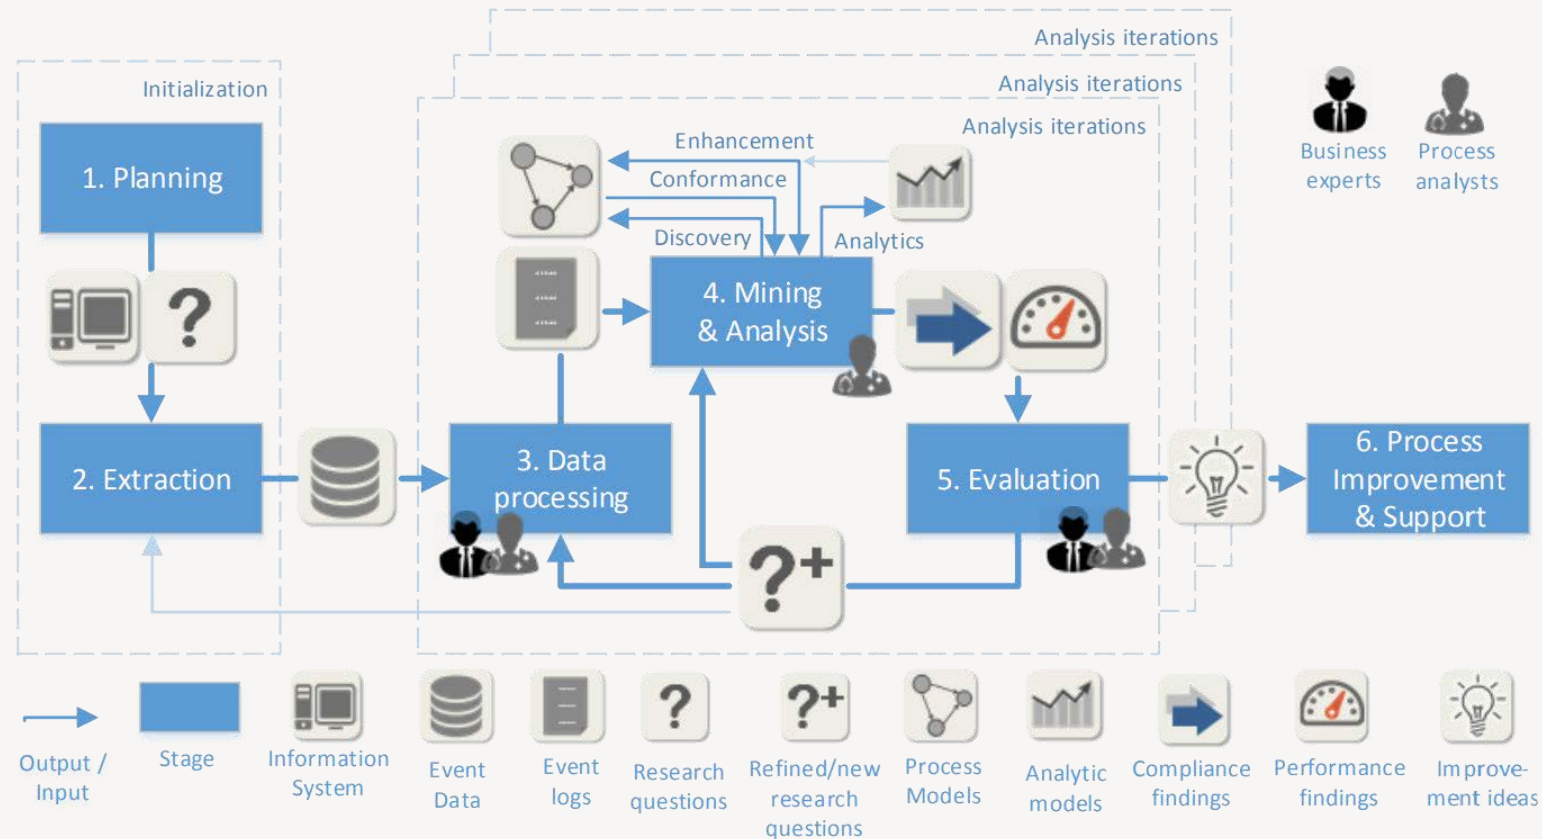 Analysis iterations
Analysis iterations
Analysis iterations
Initialization
1. Planning
Enhancement
Conformance
Discovery
Analytics
Business
experts
Process
analysts
4. Mining
& Analysis
?
2. Extraction
3. Data
processing
5. Evaluation
6. Process
Improvement
& Support
?+
?
?+
Output /
Input
Stage
Information
System
Event
Data
Event
logs
Research
questions
Refined/new
research
questions
Process
Models
Analytic
models
Compliance
findings
Performance
findings
Improve-
ment ideas